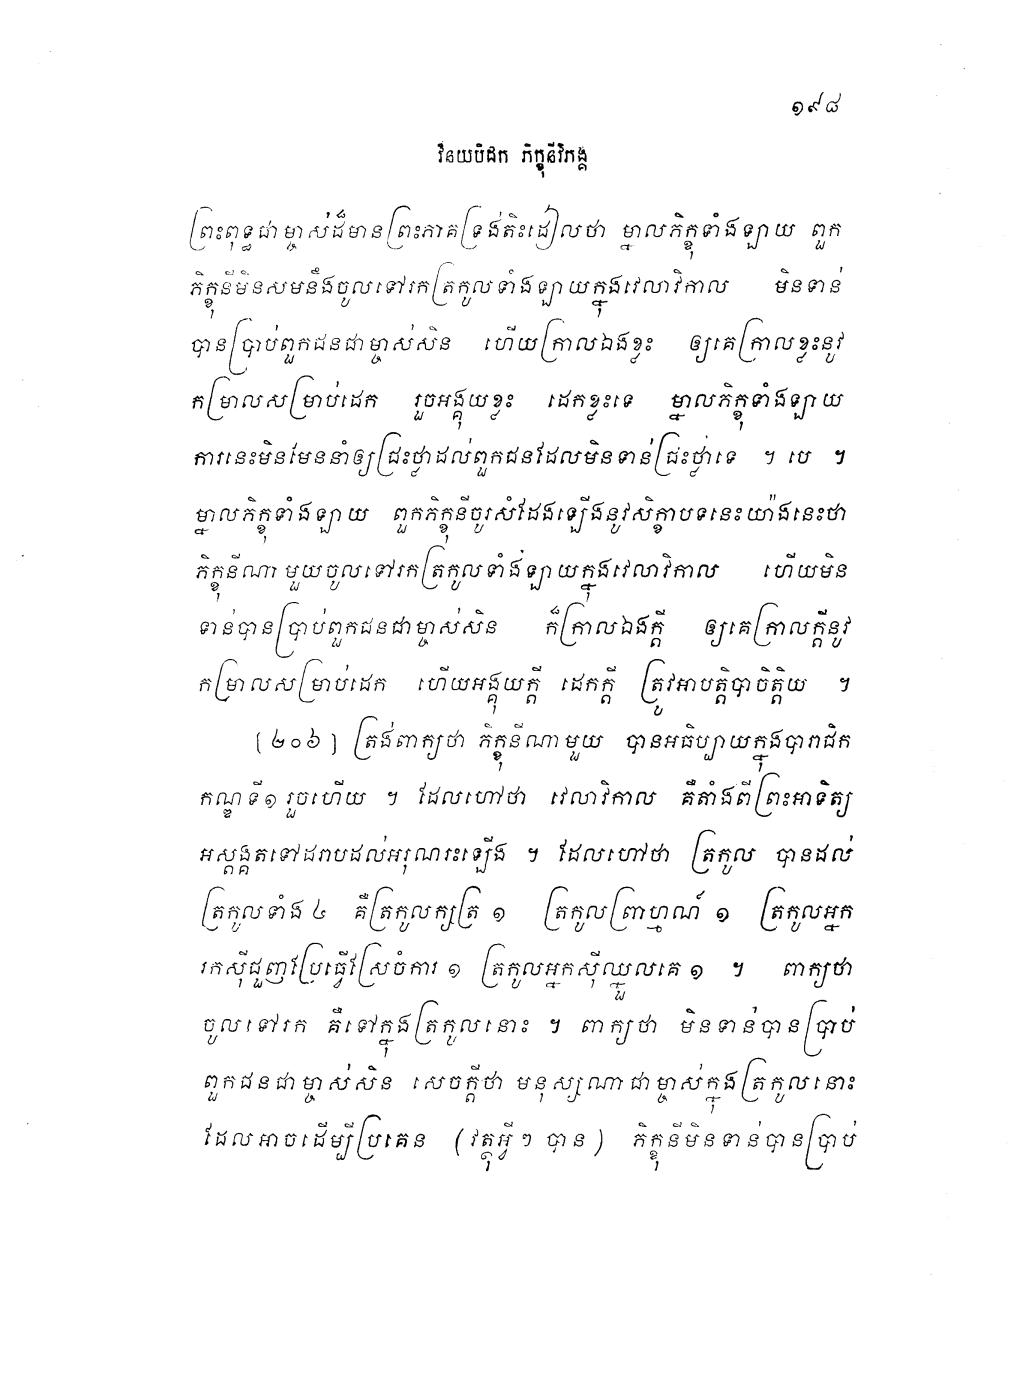 ១៩៨
វិនយបិដក ភិក្ខុនីវិភង្គ
ព្រះពុទ្ធជាម្ចាស់ដ៏មានព្រះភាគទ្រង់តិះដៀលថា ម្នាលភិក្ខុទាំងឡាយ ពួក
ភិក្ខុនីមិនសមនឹងចូលទៅរកត្រកូលទាំងឡាយក្នុងវេលាវិកាល មិនទាន់
បានប្រាប់ពួកជនជាម្ចាស់សិន ហើយក្រាលឯងខ្លះ ឲ្យគេក្រាលខ្លះនូវ
កម្រាលសម្រាប់ដេក រួចអង្គុយខ្លះ ដេកខ្លះទេ ម្នាលភិក្ខុទាំងឡាយ
ការនេះមិនមែននាំឲ្យជ្រះថ្លាដល់ពួកជនដែលមិនទាន់ជ្រះថ្លាទេ ។ បេ ។
ម្នាលភិក្ខុទាំងឡាយ ពួកភិក្ខុនីចូរសំដែងឡើងនូវសិក្ខាបទនេះយ៉ាងនេះថា
ភិក្ខុនីណាមួយចូលទៅរកត្រកូលទាំងឡាយក្នុងវេលាវិកាល ហើយមិន
ទាន់បានប្រាប់ពួកជនជាម្ចាស់សិន ក៏ក្រាលឯងក្តី ឲ្យគេក្រាលក្តីនូវ
កម្រាលសម្រាប់ដេក ហើយអង្គុយក្តី ដេកក្តី ត្រូវអាបត្តិបាចិត្តិយ ។
[២០៦] ត្រង់ពាក្យថា ភិក្ខុនីណាមួយ បានអធិប្បាយក្នុងបារាជិក
កណ្ឌទី១រួចហើយ ។ ដែលហៅថា វេលាវិកាល គឺតាំងពីព្រះអាទិត្យ
អស្តង្គតទៅដរាបដល់អរុណរះឡើង ។ ដែលហៅថា ត្រកូល បានដល់
ត្រកូលទាំង ៤ គឺត្រកូលក្សត្រ ១ ត្រកូលព្រាហ្មណ៍ ១ ត្រកូលអ្នក
រកស៊ីជួញប្រែធ្វើស្រែចំការ ១ ត្រកូលអ្នកស៊ីឈ្នួលគេ ១ ។ ពាក្យថា
ចូលទៅរក គឺទៅក្នុងត្រកូលនោះ ។ ពាក្យថា មិនទាន់បានប្រាប់
ពួកជនជាម្ចាស់សិន សេចក្តីថា មនុស្សណាជាម្ចាស់ក្នុងត្រកូលនោះ
ដែលអាចដើម្បីប្រគេន (វត្ថុអ្វីៗ បាន) ភិក្ខុនីមិនទាន់បានប្រាប់